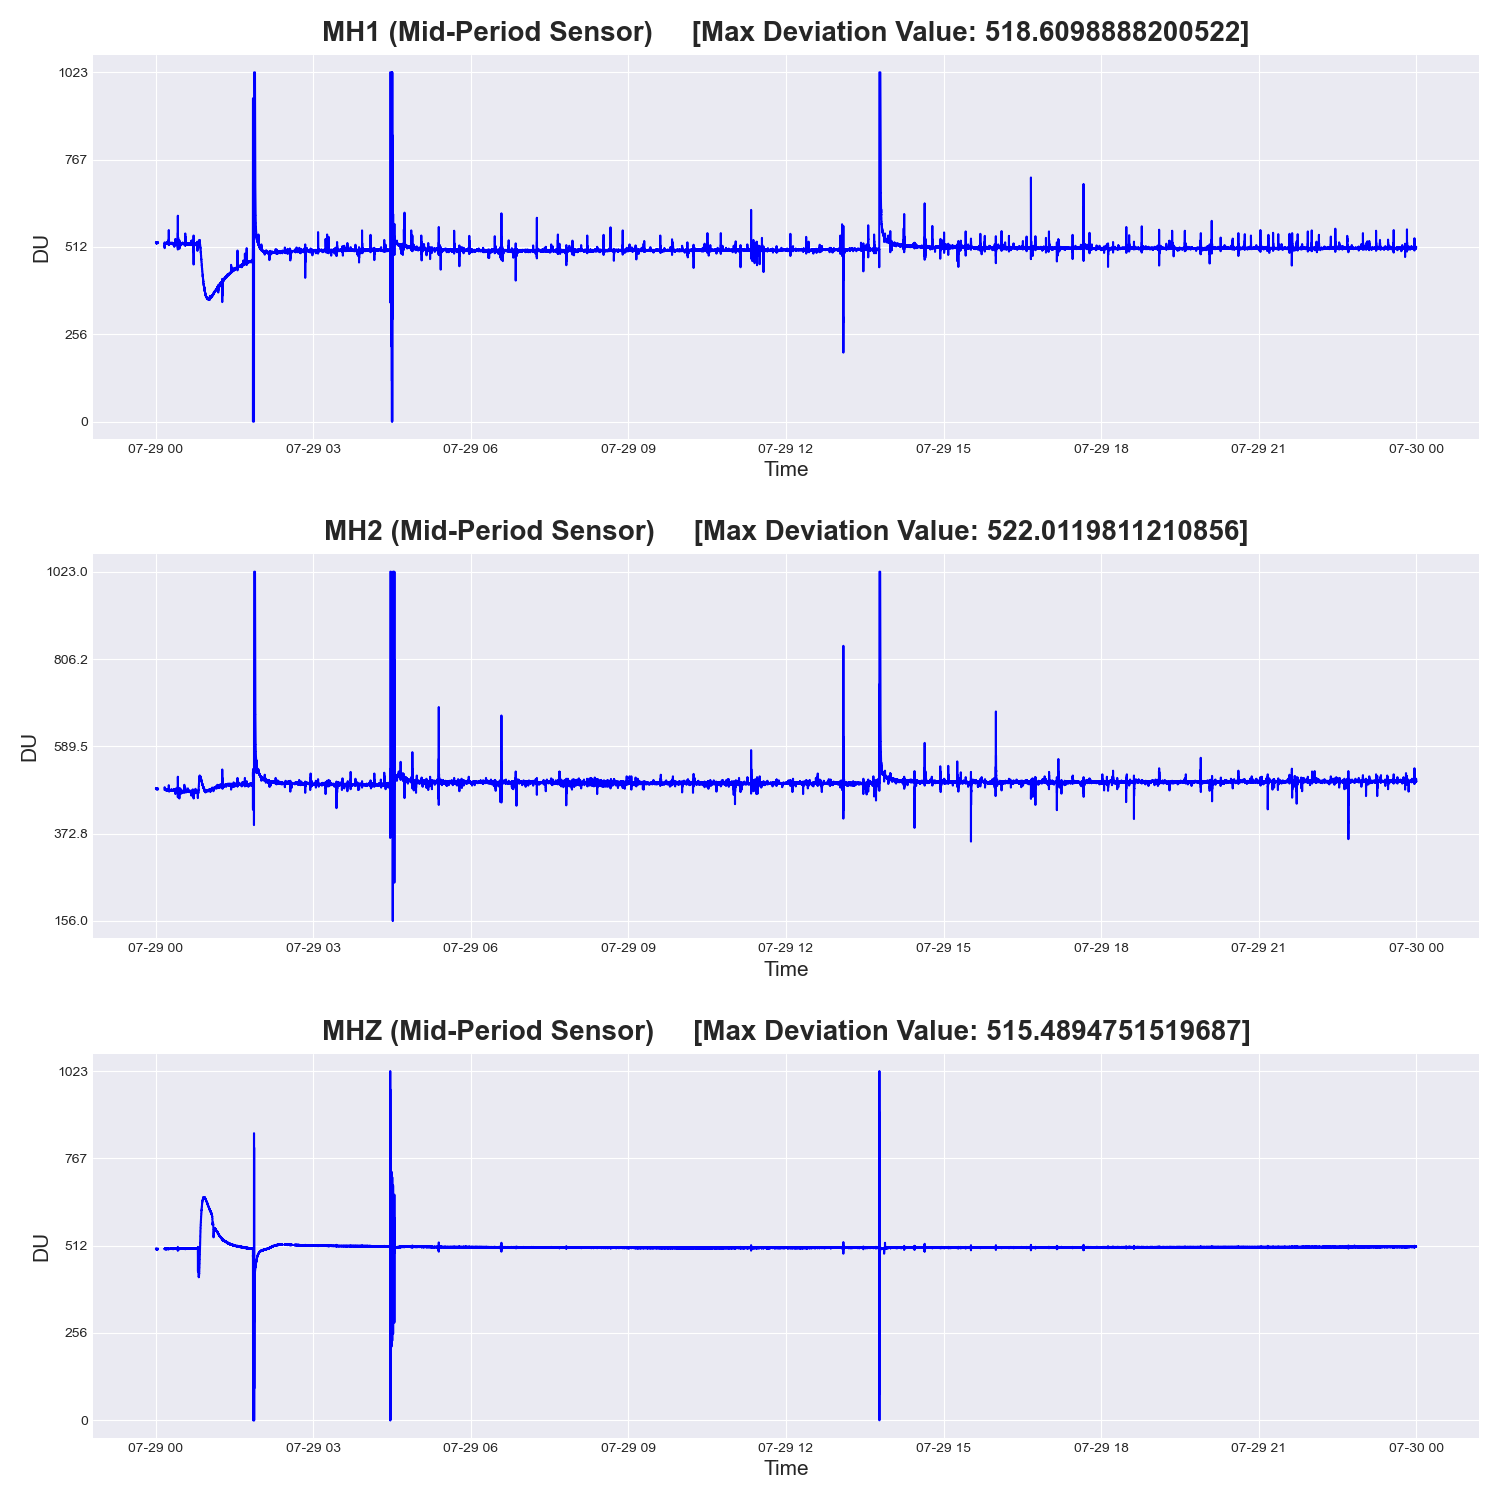 MH1 (Mid-Period Sensor) [Max Deviation Value: 518.6098888200522]
1023
767
512
256
0
DU
07-29 00 07-29 03 07-29 06 07-29 09 07-29 12 07-29 15 07-29 18 07-29 21 07-30 00
Time
MH2 (Mid-Period Sensor) [Max Deviation Value: 522.0119811210856]
1023.0
806.2
589.5
372.8
156.0
DU
07-29 00 07-29 03 07-29 06 07-29 09 07-29 12 07-29 15 07-29 18 07-29 21 07-30 00
Time
MHZ (Mid-Period Sensor) [Max Deviation Value: 515.4894751519687]
1023
767
512
256
0
DU
07-29 00 07-29 03 07-29 06 07-29 09 07-29 12 07-29 15 07-29 18 07-29 21 07-30 00
Time